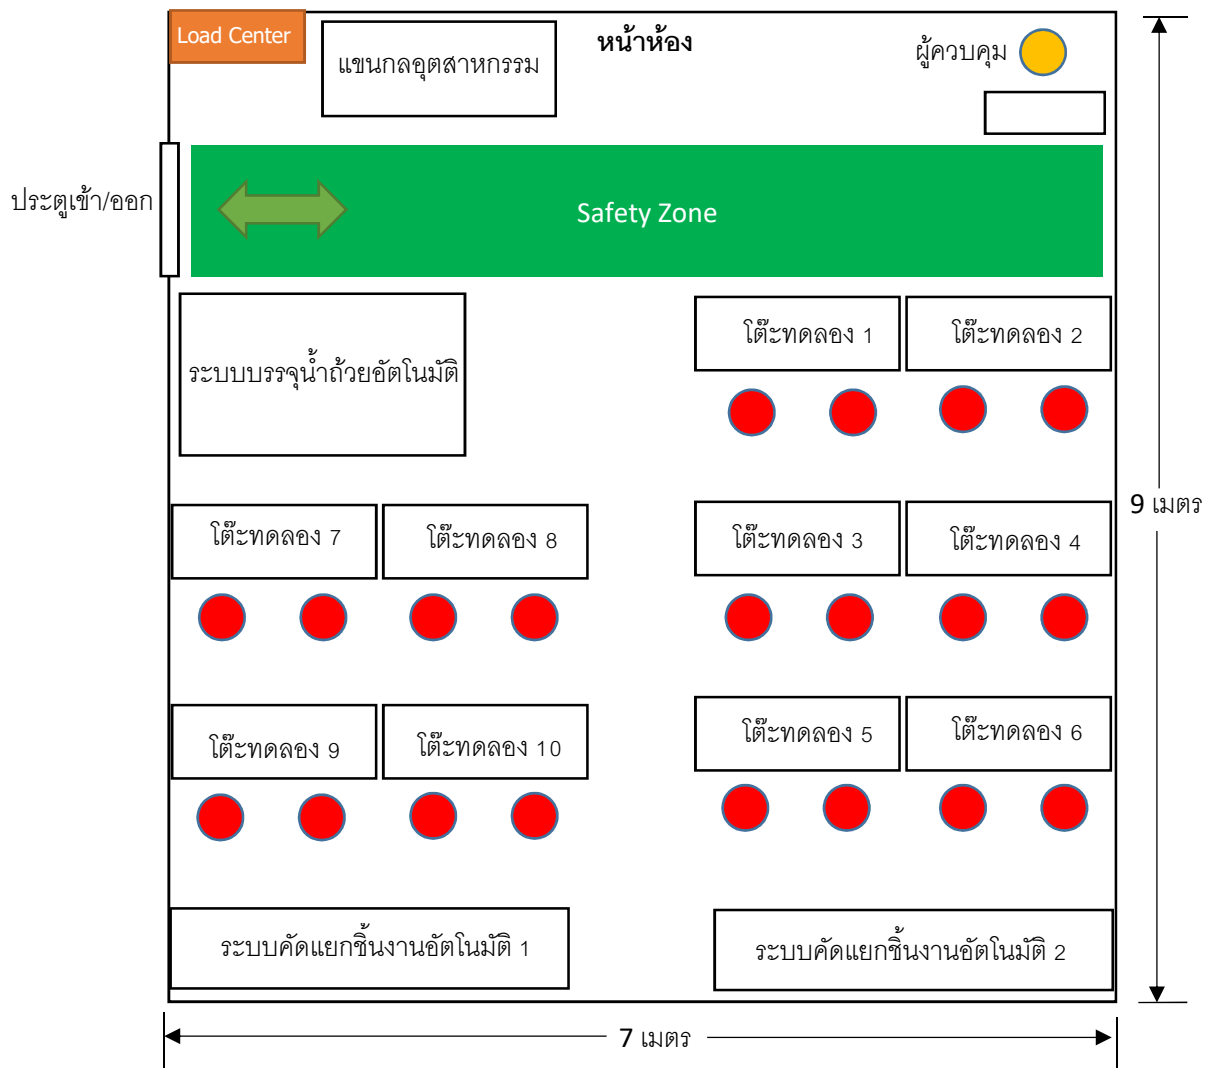 Load Center
หน้าห้อง
ผู้ควบคุม
แขนกลอุตสาหกรรม
ประตูเข้า/ออก
Safety Zone
โต๊ะทดลอง 1
โต๊ะทดลอง 2
ระบบบรรจุน้ำถ้วยอัตโนมัติ
9 เมตร
โต๊ะทดลอง 7
โต๊ะทดลอง 8
โต๊ะทดลอง 3
โต๊ะทดลอง 4
โต๊ะทดลอง 9
โต๊ะทดลอง 10
โต๊ะทดลอง 5
โต๊ะทดลอง 6
ระบบคัดแยกชิ้นงานอัตโนมัติ 1
ระบบคัดแยกชิ้นงานอัตโนมัติ 2
7 เมตร